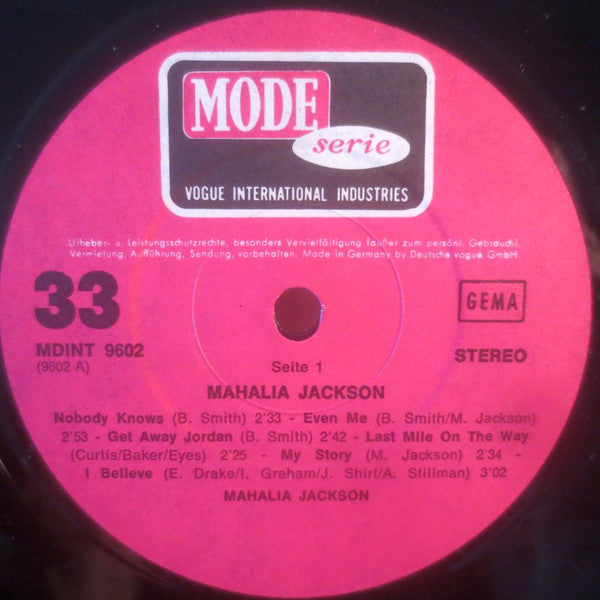 MODE
serie
VOGUE INTERNATIONAL INDUSTRIES
Urheber- u. Leistungsschutzrechte, besonders Vervielfältigung (außer zum persönl. Gebrauch),
Vermietung, Aufführung, Sendung, vorbehalten. Made in Germany by Deutsche vogue GmbH
33
GEMA
MDINT 9602
(9602 A)
Seite 1
STEREO
MAHALIA JACKSON
Nobody Knows (B. Smith) 2'33 - Even Me (B. Smith/M. Jackson)
2'53 - Get Away Jordan (B. Smith) 2'42 - Last Mile On The Way
(Curtis/Baker/Eyes) 2'25 - My Story (M. Jackson) 2'34 -
I Believe (E. Drake/I. Graham/J. Shirl/A. Stillman) 3'02
MAHALIA JACKSON